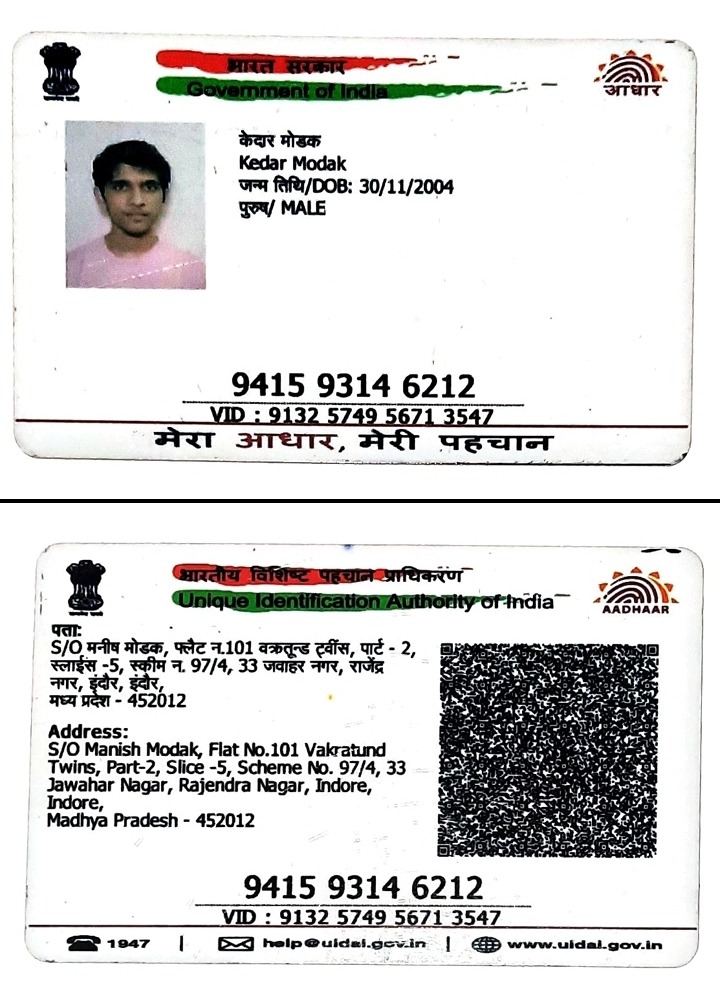 भारत सरकार
Government of India
आधार
केदार मोडक
Kedar Modak
जन्म तिथि/DOB: 30/11/2004
पुरुष/ MALE
9415 9314 6212
VID : 9132 5749 5671 3547
मेरा आधार, मेरी पहचान
भारतीय विशिष्ट पहचान प्राधिकरण
Unique Identification Authority of India
AADHAAR
पता:
S/O मनीष मोडक, फ्लैट न.101 वक्रतून्ड ट्वींस, पार्ट - 2,
स्लाईस -5, स्कीम न. 97/4, 33 जवाहर नगर, राजेंद्र
नगर, इंदौर, इंदौर,
मध्य प्रदेश - 452012
Address:
S/O Manish Modak, Flat No.101 Vakratund
Twins, Part-2, Slice -5, Scheme No. 97/4, 33
Jawahar Nagar, Rajendra Nagar, Indore,
Indore,
Madhya Pradesh - 452012
9415 9314 6212
VID : 9132 5749 5671 3547
1947 | help@uidai.gov.in | www.uidai.gov.in